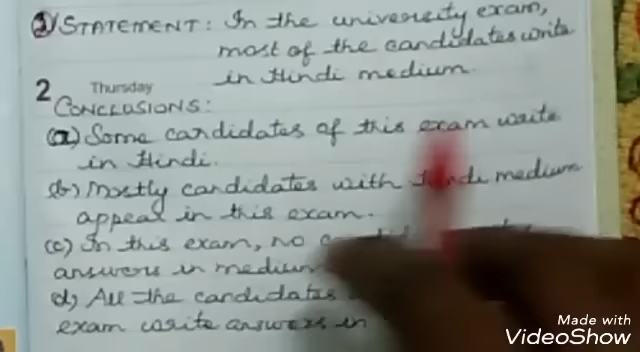 2) STATEMENT: In the university exam,
most of the candidates write
in Hindi medium.
2 Thursday
CONCLUSIONS:
(a) Some candidates of this exam write
in Hindi.
(b) Mostly candidates with Hindi medium
appeal in this exam.
(c) In this exam, no
answers in medium
d) All the candidates
exam write answers in
Made with
VideoShow